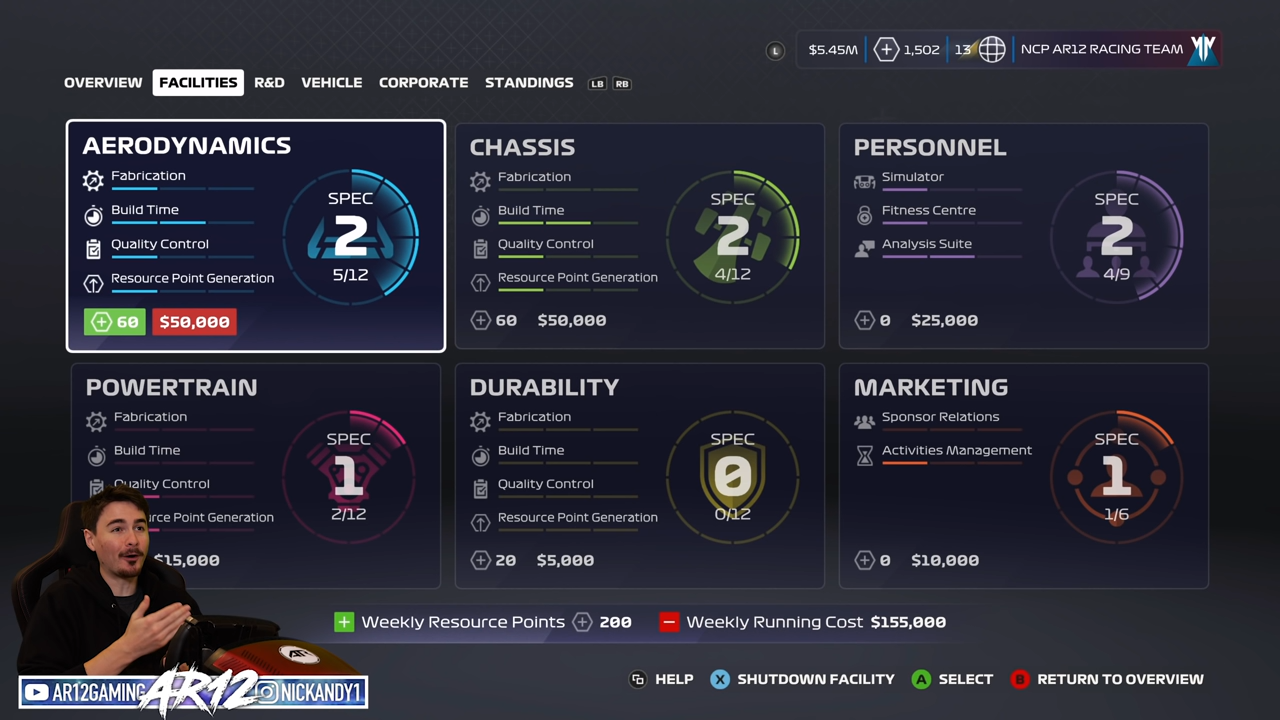 L $5.45M 1,502 13 NCP AR12 RACING TEAM
OVERVIEW FACILITIES R&D VEHICLE CORPORATE STANDINGS LB RB
AERODYNAMICS
Fabrication
Build Time
Quality Control
Resource Point Generation
SPEC
2
5/12
60 $50,000
CHASSIS
Fabrication
Build Time
Quality Control
Resource Point Generation
SPEC
2
4/12
60 $50,000
PERSONNEL
Simulator
Fitness Centre
Analysis Suite
SPEC
2
4/9
0 $25,000
POWERTRAIN
Fabrication
Build Time
Quality Control
Point Generation
SPEC
1
2/12
$15,000
DURABILITY
Fabrication
Build Time
Quality Control
Resource Point Generation
SPEC
0
0/12
20 $5,000
MARKETING
Sponsor Relations
Activities Management
SPEC
1
1/6
0 $10,000
Weekly Resource Points 200 Weekly Running Cost $155,000
HELP X SHUTDOWN FACILITY A SELECT B RETURN TO OVERVIEW
AR12GAMING AR12 NICKANDY1